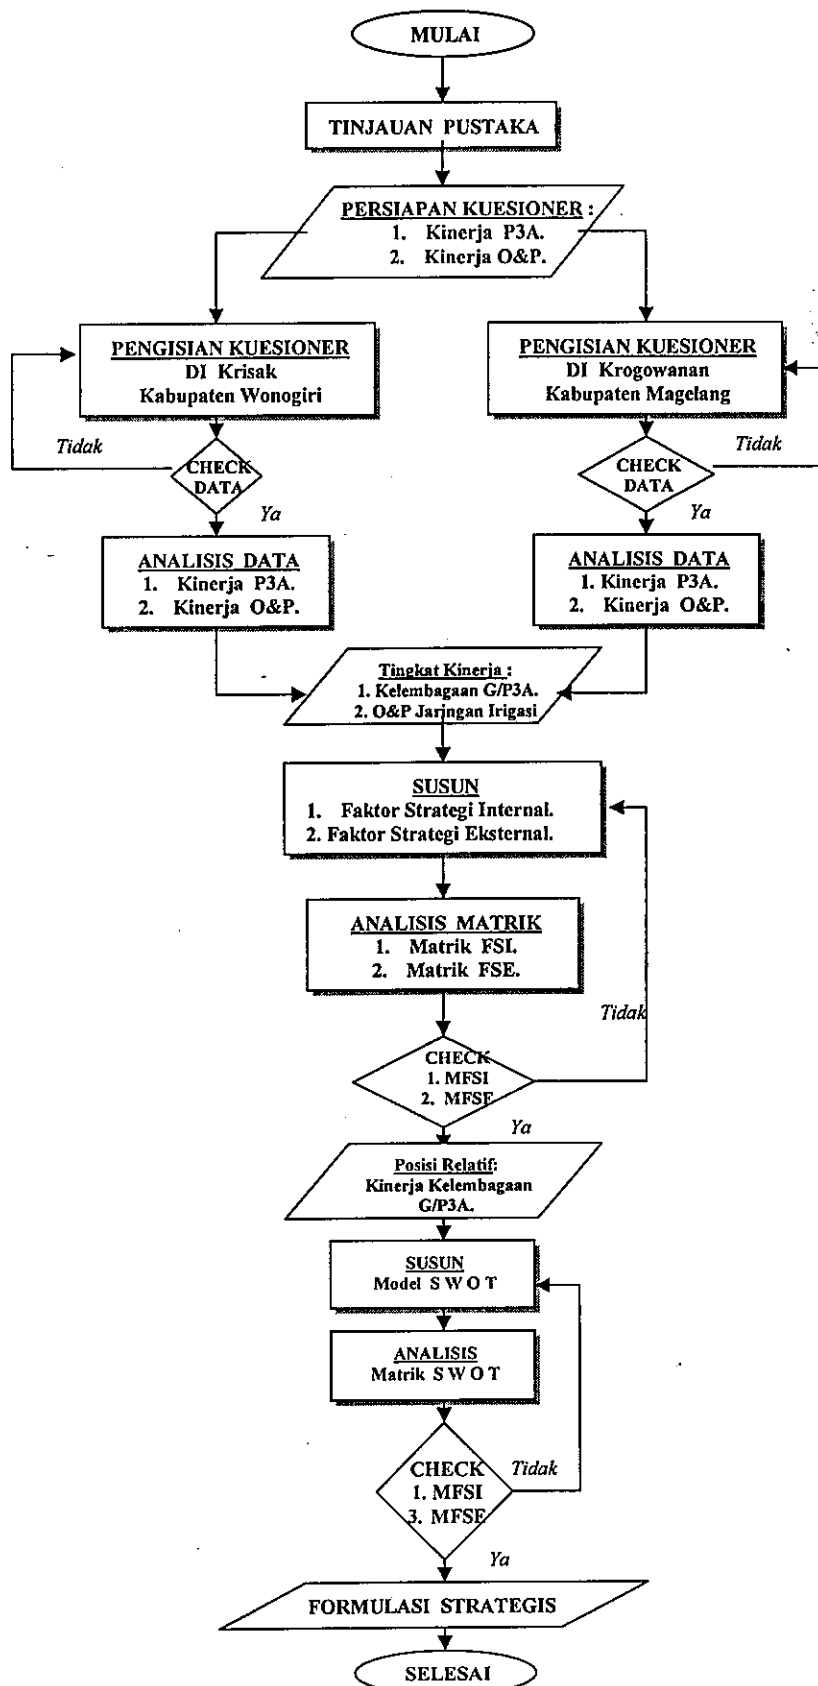 MULAI
TINJAUAN PUSTAKA
PERSIAPAN KUESIONER :
1. Kinerja P3A.
2. Kinerja O&P.
PENGISIAN KUESIONER
DI Krisak
Kabupaten Wonogiri
PENGISIAN KUESIONER
DI Krogowanan
Kabupaten Magelang
Tidak
CHECK
DATA
Ya
Tidak
CHECK
DATA
Ya
ANALISIS DATA
1. Kinerja P3A.
2. Kinerja O&P.
ANALISIS DATA
1. Kinerja P3A.
2. Kinerja O&P.
Tingkat Kinerja :
1. Kelembagaan G/P3A.
2. O&P Jaringan Irigasi
SUSUN
1. Faktor Strategi Internal.
2. Faktor Strategi Eksternal.
ANALISIS MATRIK
1. Matrik FSI.
2. Matrik FSE.
Tidak
CHECK
1. MFSI
2. MFSE
Ya
Posisi Relatif:
Kinerja Kelembagaan
G/P3A.
SUSUN
Model S W O T
ANALISIS
Matrik S W O T
CHECK
1. MFSI
3. MFSE
Tidak
Ya
FORMULASI STRATEGIS
SELESAI